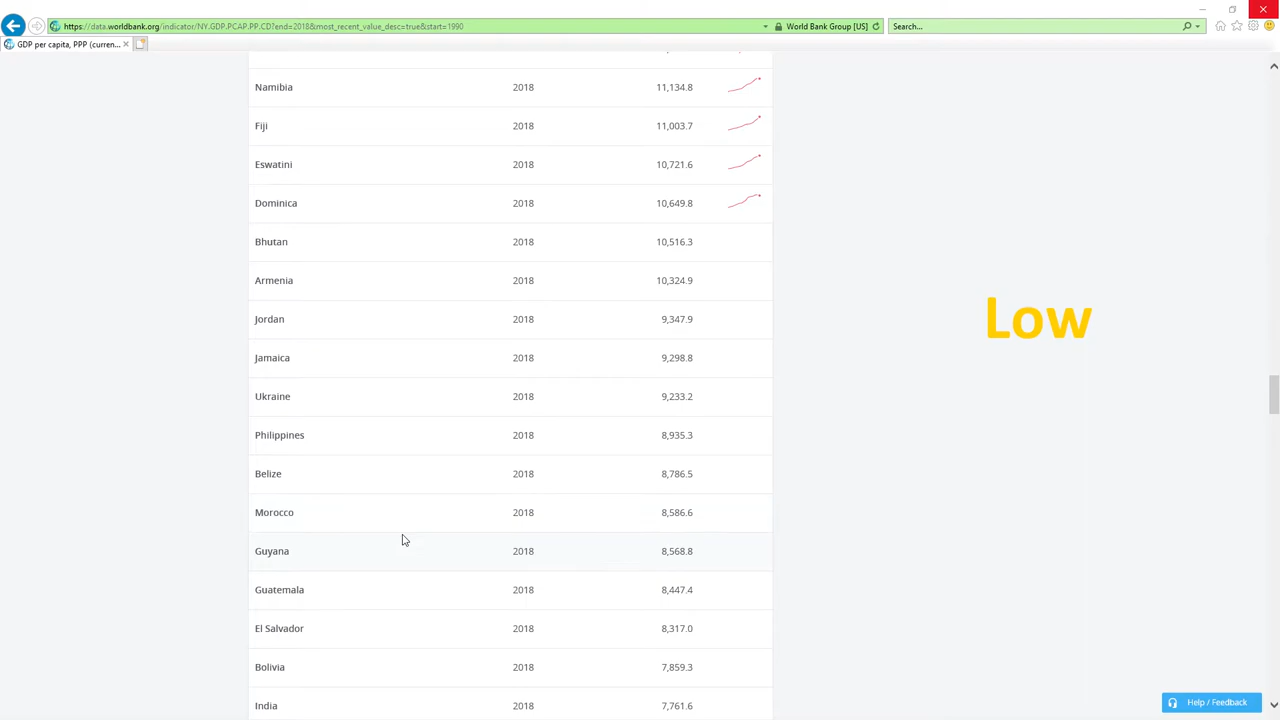 https://data.worldbank.org/indicator/NY.GDP.PCAP.PP.CD?end=2018&most_recent_value_desc=true&start=1990
World Bank Group [US]
Search...
GDP per capita, PPP (curren...
Namibia 2018 11,134.8
Fiji 2018 11,003.7
Eswatini 2018 10,721.6
Dominica 2018 10,649.8
Bhutan 2018 10,516.3
Armenia 2018 10,324.9
Low
Jordan 2018 9,347.9
Jamaica 2018 9,298.8
Ukraine 2018 9,233.2
Philippines 2018 8,935.3
Belize 2018 8,786.5
Morocco 2018 8,586.6
Guyana 2018 8,568.8
Guatemala 2018 8,447.4
El Salvador 2018 8,317.0
Bolivia 2018 7,859.3
India 2018 7,761.6
Help / Feedback